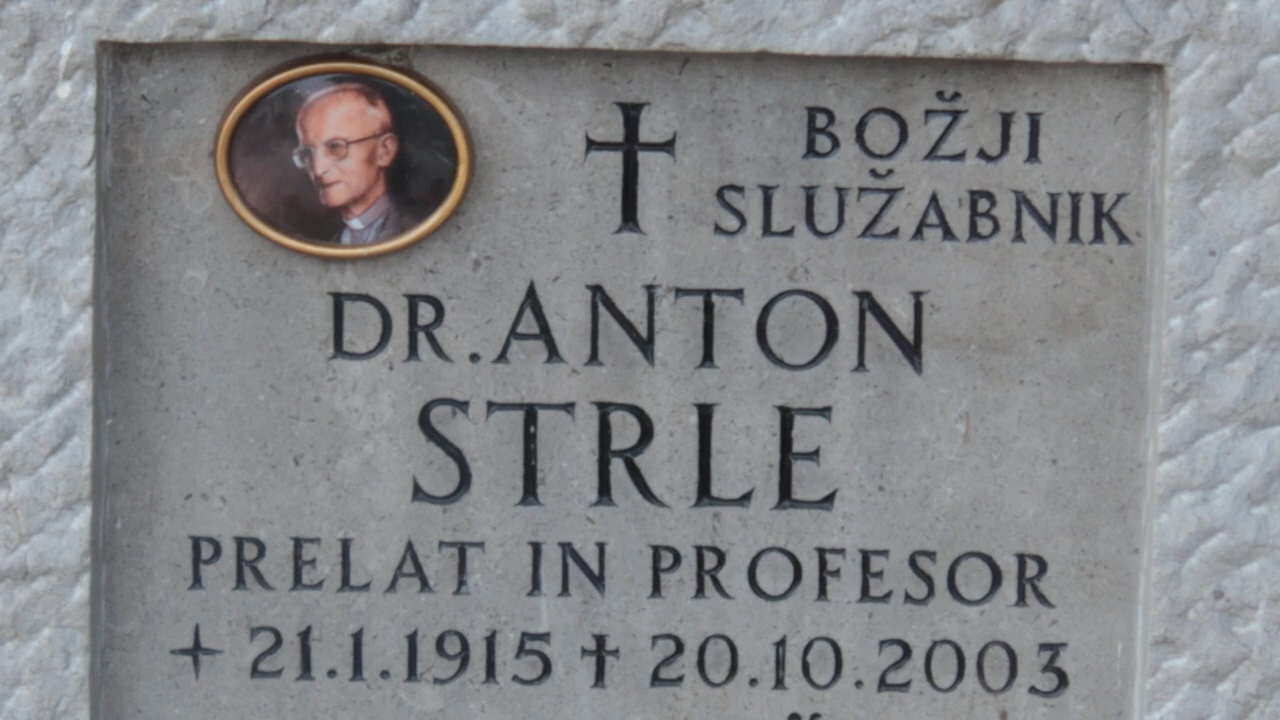 BOŽJI
SLUŽABNIK
DR. ANTON
STRLE
PRELAT IN PROFESOR
+ 21.1.1915 † 20.10.2003